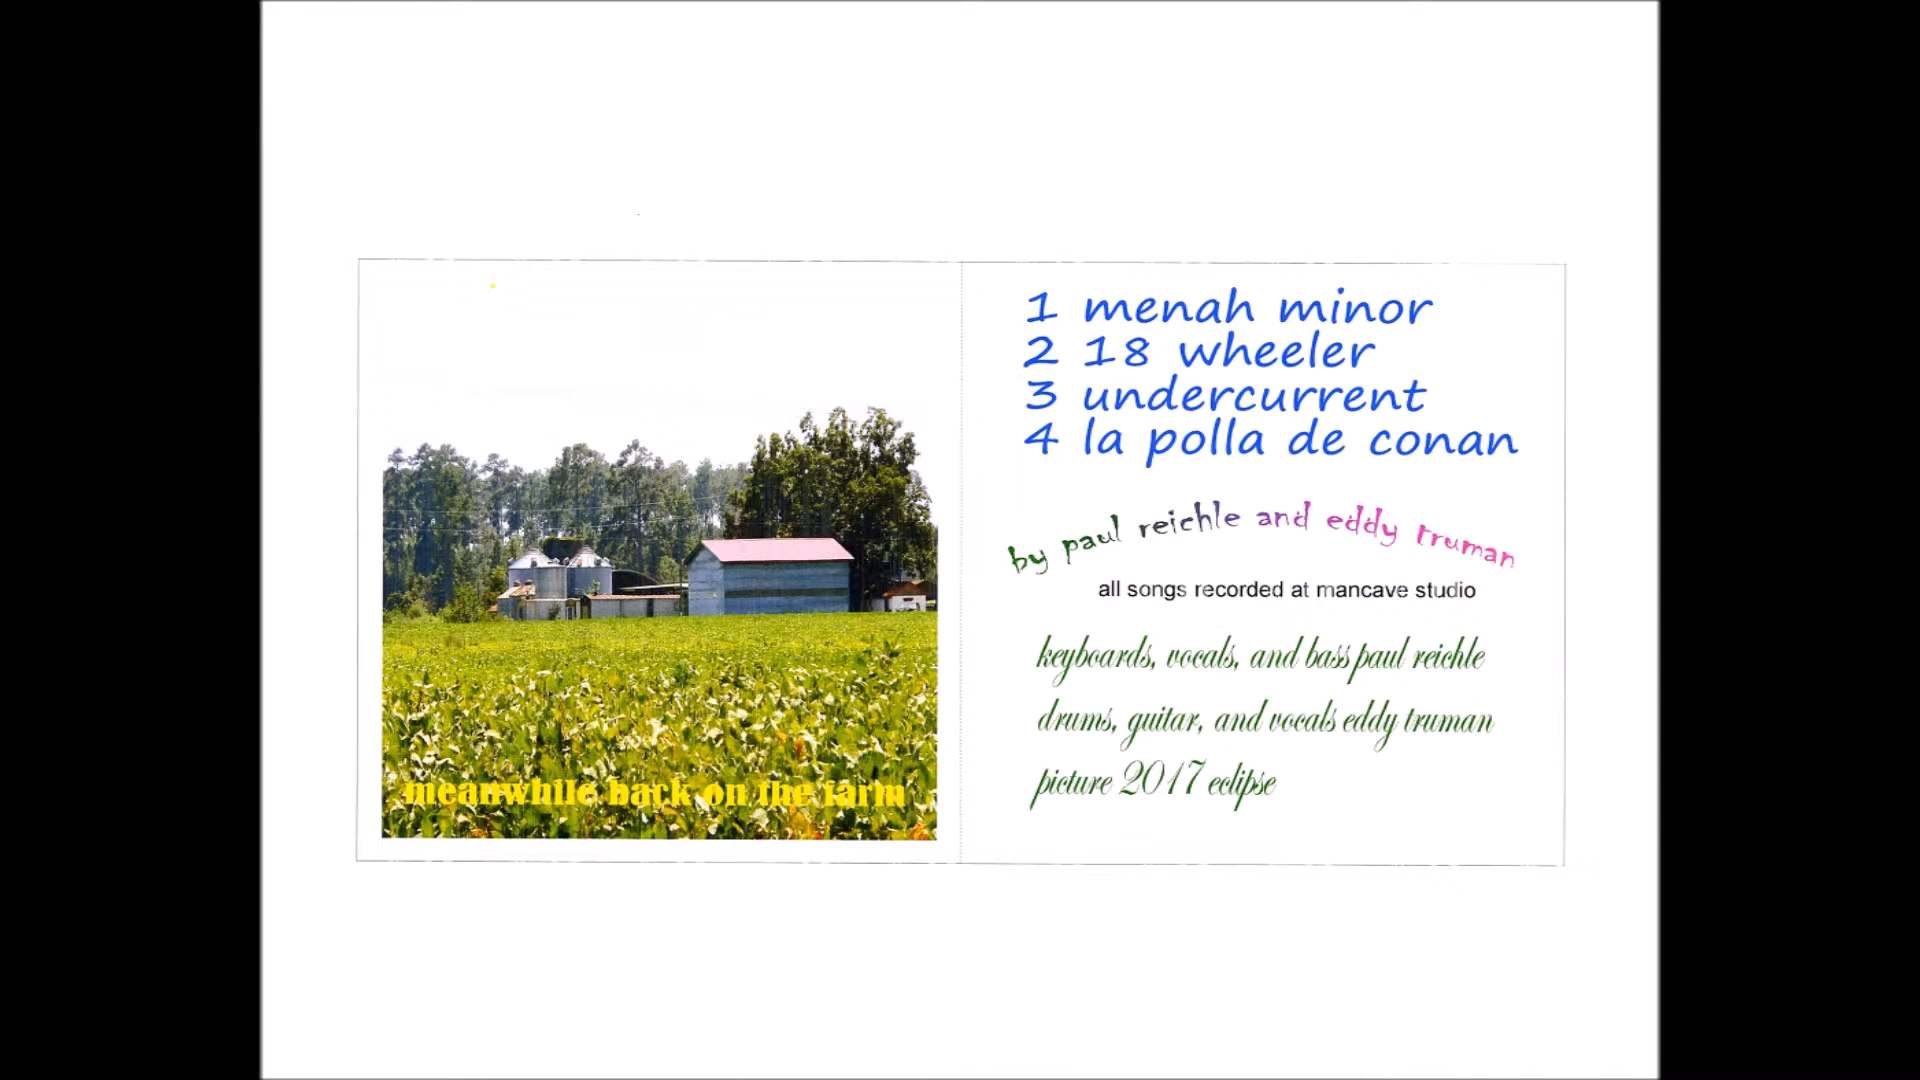 meanwhile back on the farm
1 menah minor
2 18 wheeler
3 undercurrent
4 la polla de conan
by paul reichle and eddy truman
all songs recorded at mancave studio
keyboards, vocals, and bass paul reichle
drums, guitar, and vocals eddy truman
picture 2017 eclipse